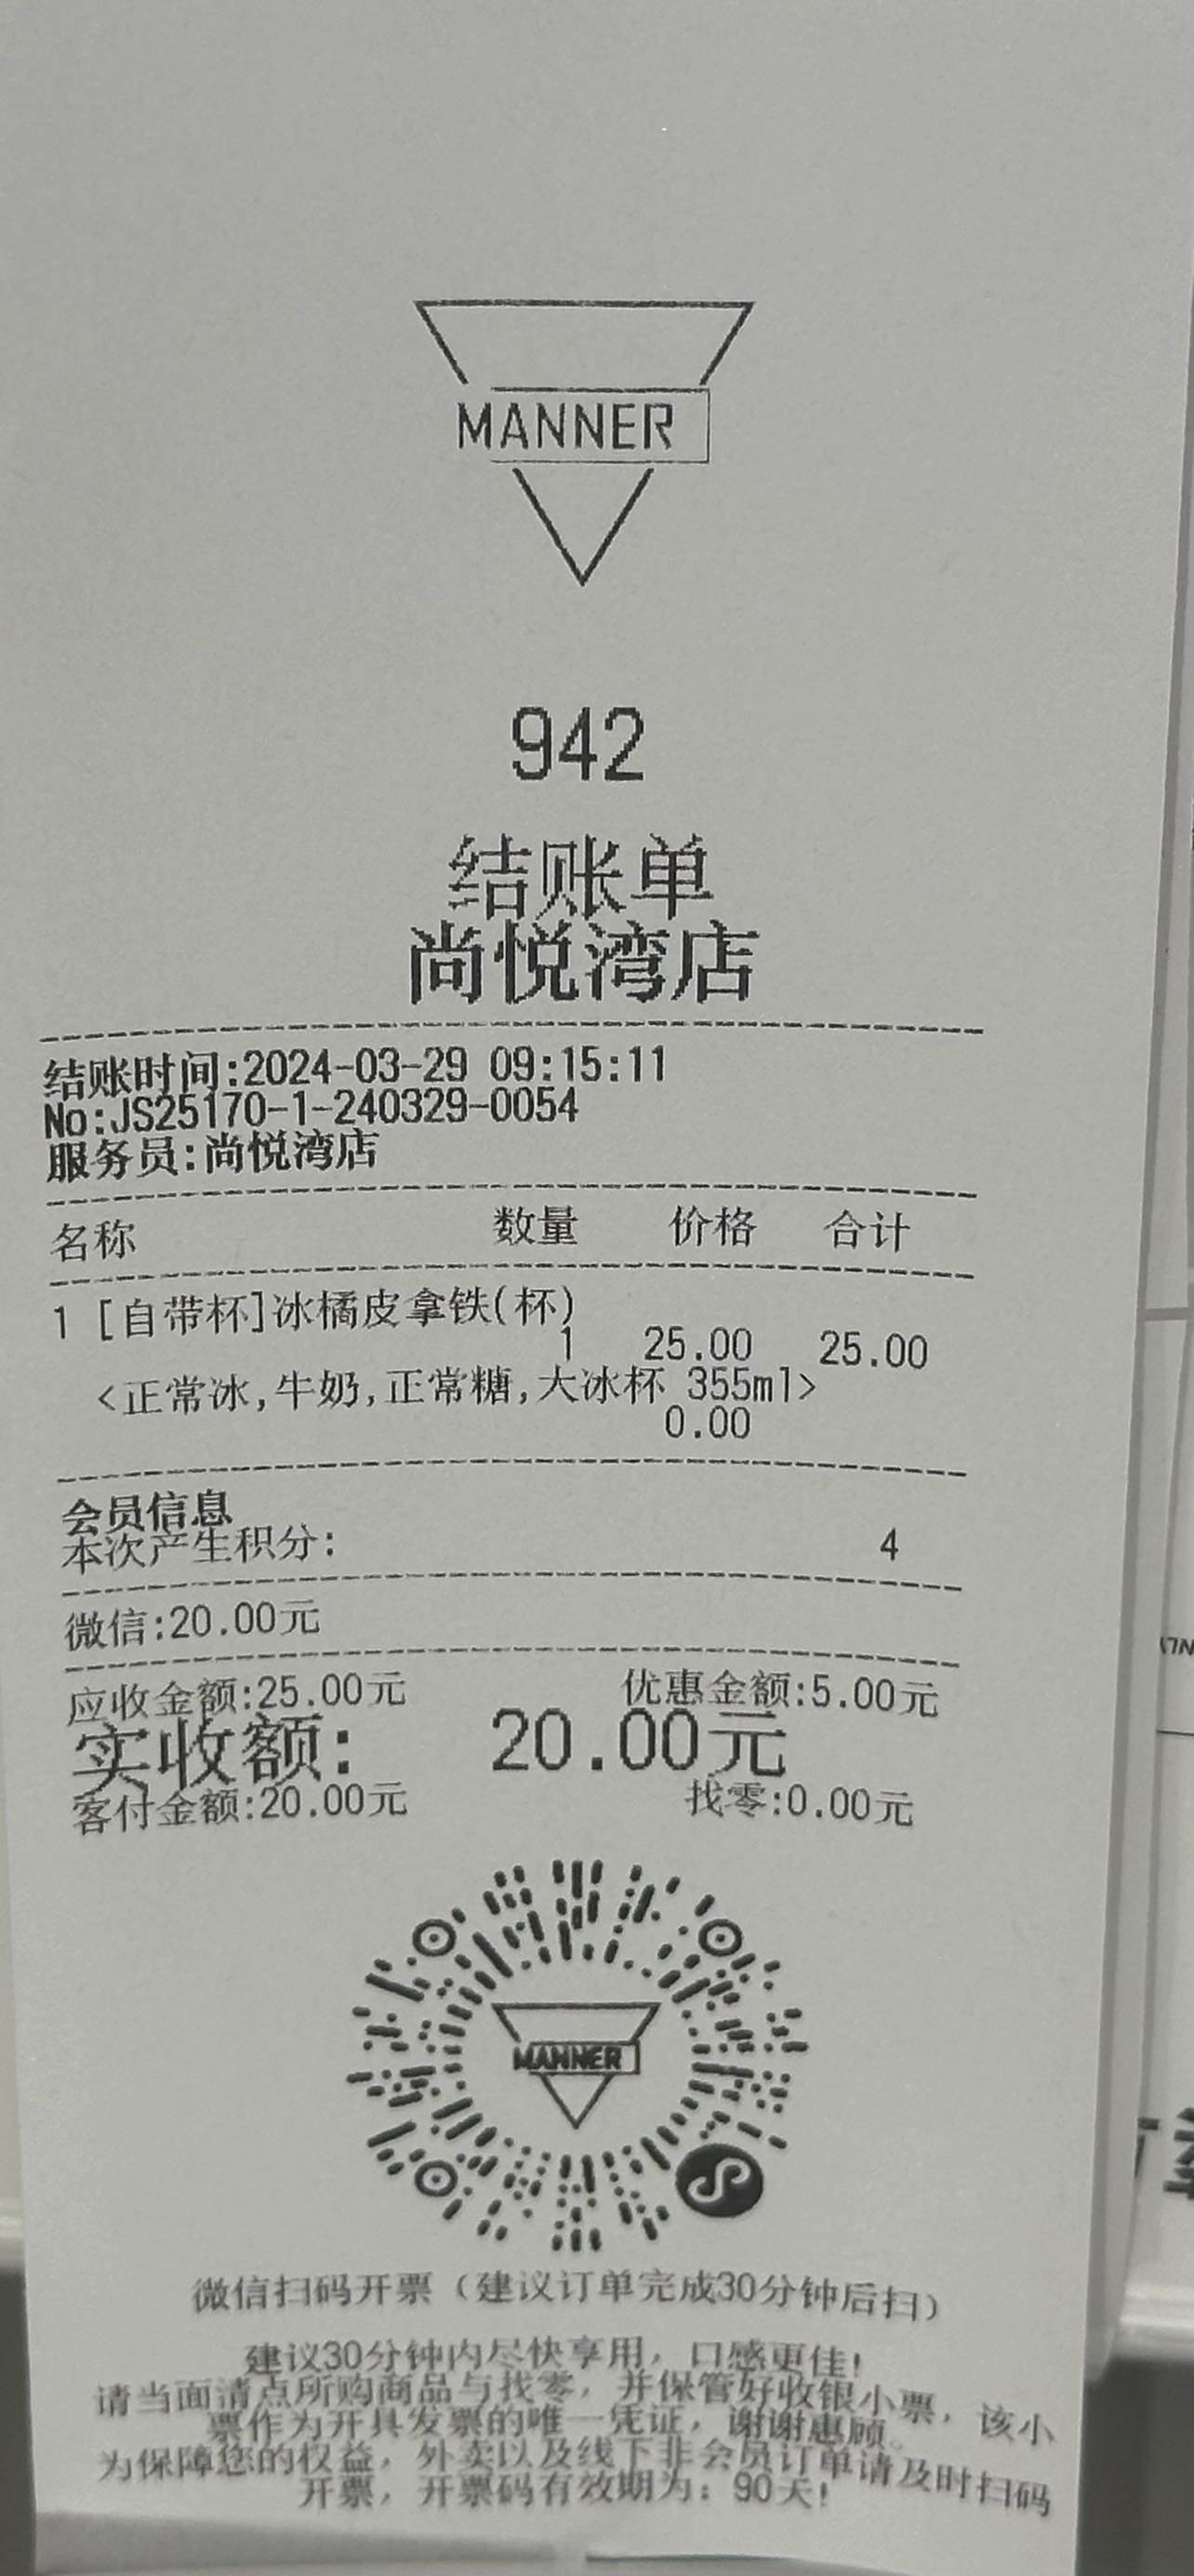 MANNER
942
结账单
尚悦湾店
结账时间:2024-03-29 09:15:11
No:JS25170-1-240329-0054
服务员:尚悦湾店
名称 数量 价格 合计
1 [自带杯]冰橘皮拿铁(杯)
1 25.00 25.00
<正常冰,牛奶,正常糖,大冰杯 355ml>
0.00
会员信息
本次产生积分: 4
微信:20.00元
应收金额:25.00元 优惠金额:5.00元
实收额: 20.00元
客付金额:20.00元 找零:0.00元
MANNER
微信扫码开票（建议订单完成30分钟后扫）
建议30分钟内尽快享用，口感更佳！
请当面清点所购商品与找零，并保管好收银小票，该小
票作为开具发票的唯一凭证，谢谢惠顾。
为保障您的权益，外卖以及线下非会员订单请及时扫码
开票，开票码有效期为：90天！